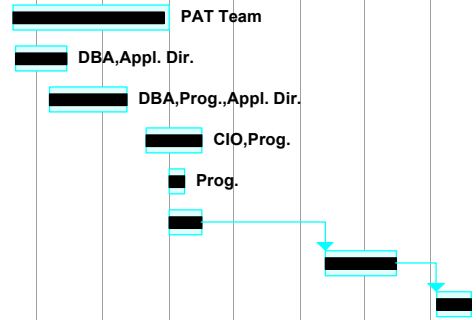 PAT Team
DBA,Appl. Dir.
DBA,Prog.,Appl. Dir.
CIO,Prog.
Prog.